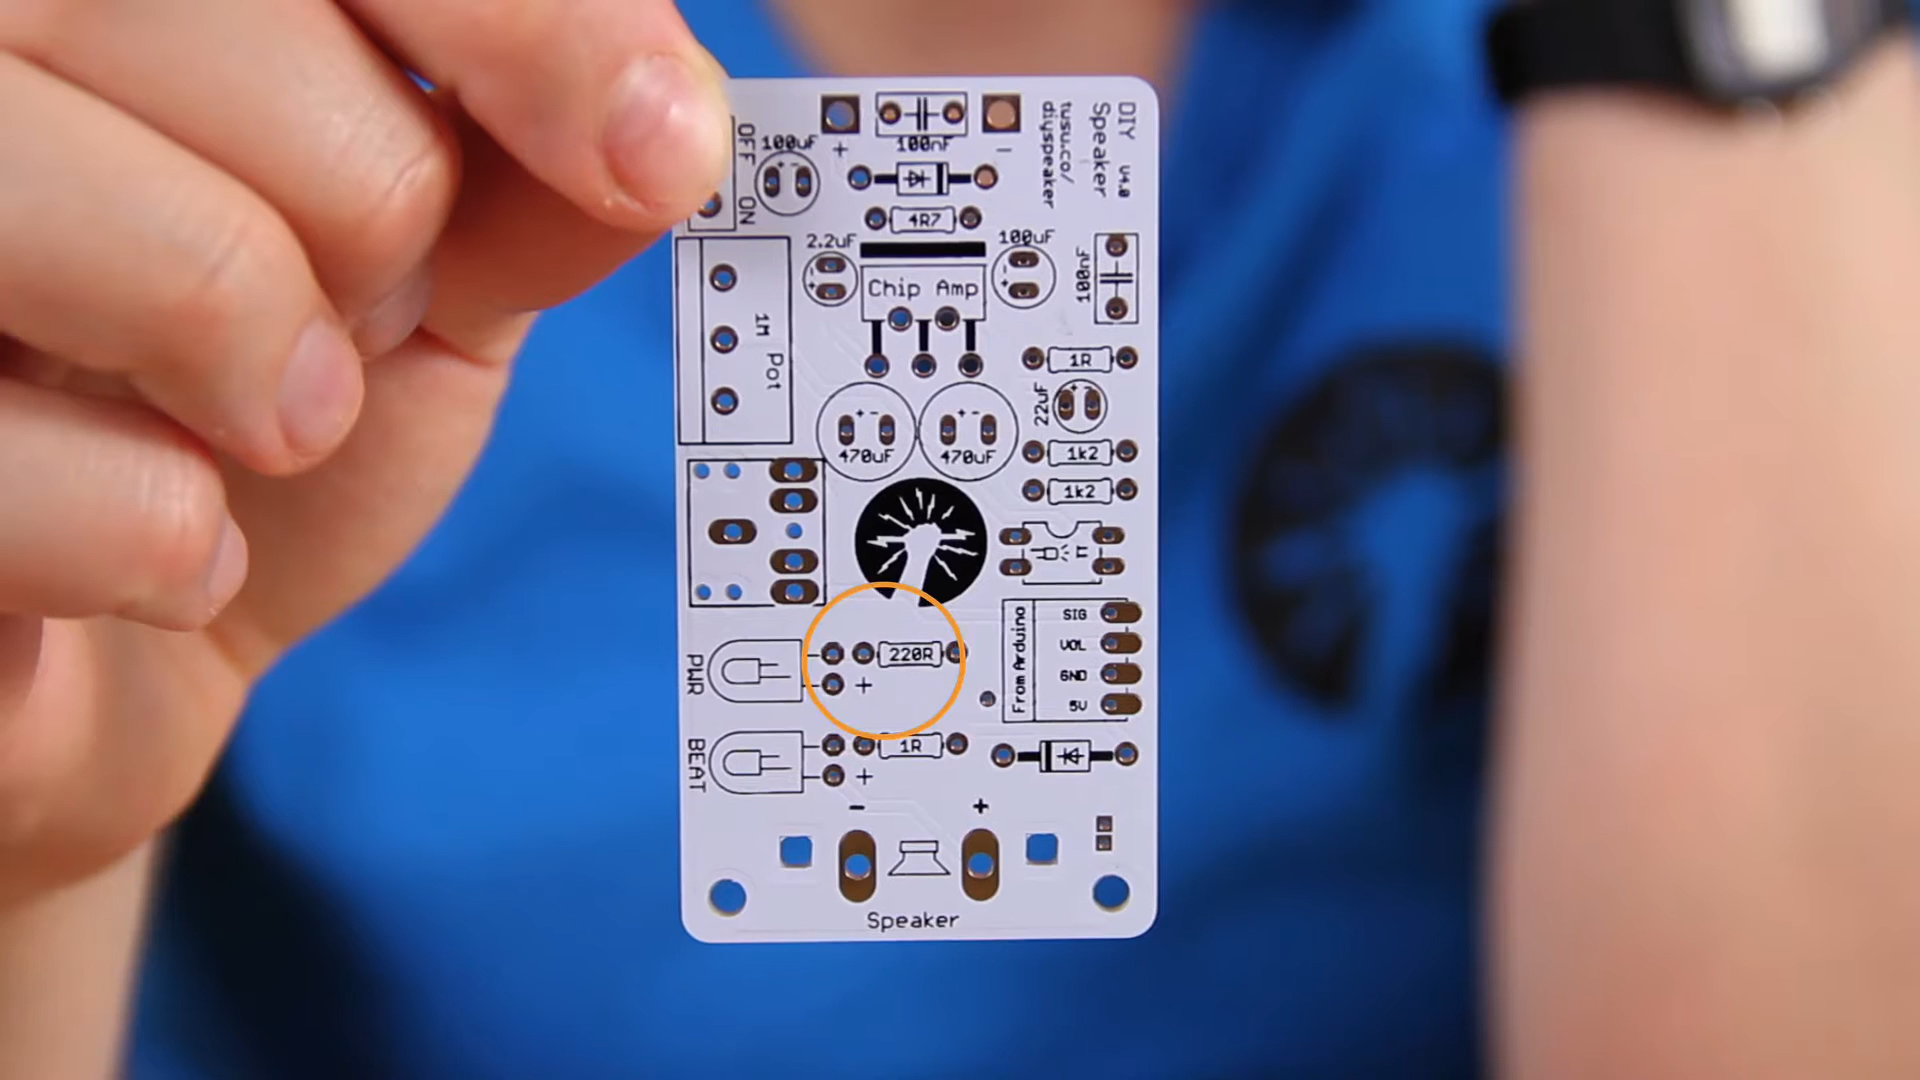 OFF
ON
100uF
+
100nF
-
DIY
Speaker
V4.0
tusu.co/
diyspeaker
4R7
2.2uF
100uF
Chip Amp
100nF
1M
Pot
1R
22uF
470uF
470uF
1k2
1k2
SIG
VOL
GND
5V
From Arduino
PWR
220R
+
BEAT
1R
+
-
+
Speaker